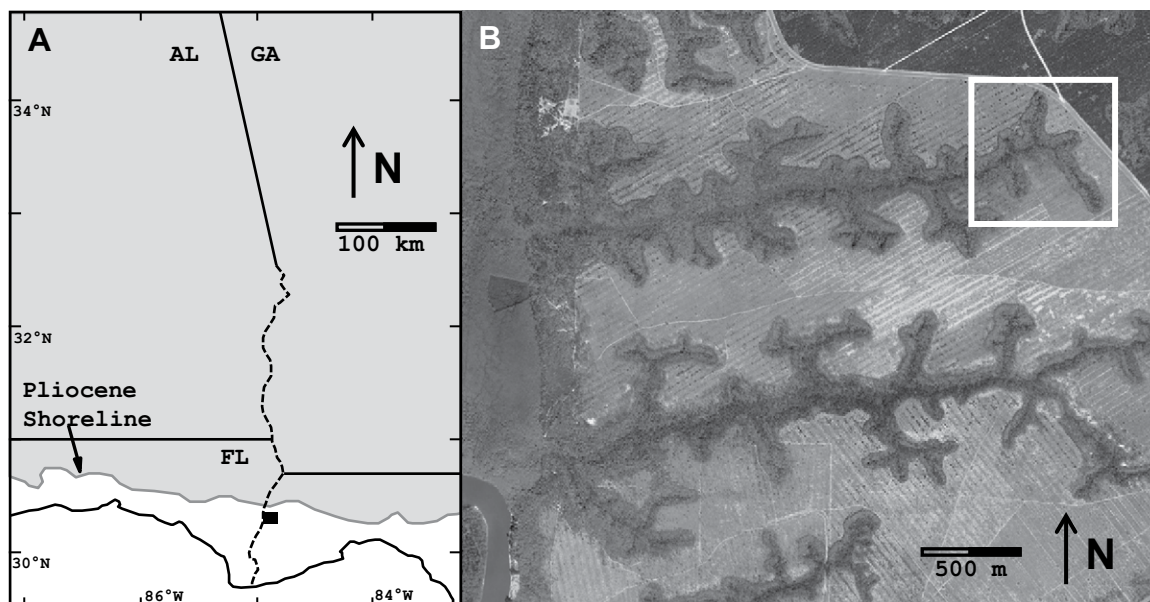 A
AL
GA
34°N
N
100 km
32°N
Pliocene
Shoreline
FL
30°N
86°W
84°W
B
500 m
N